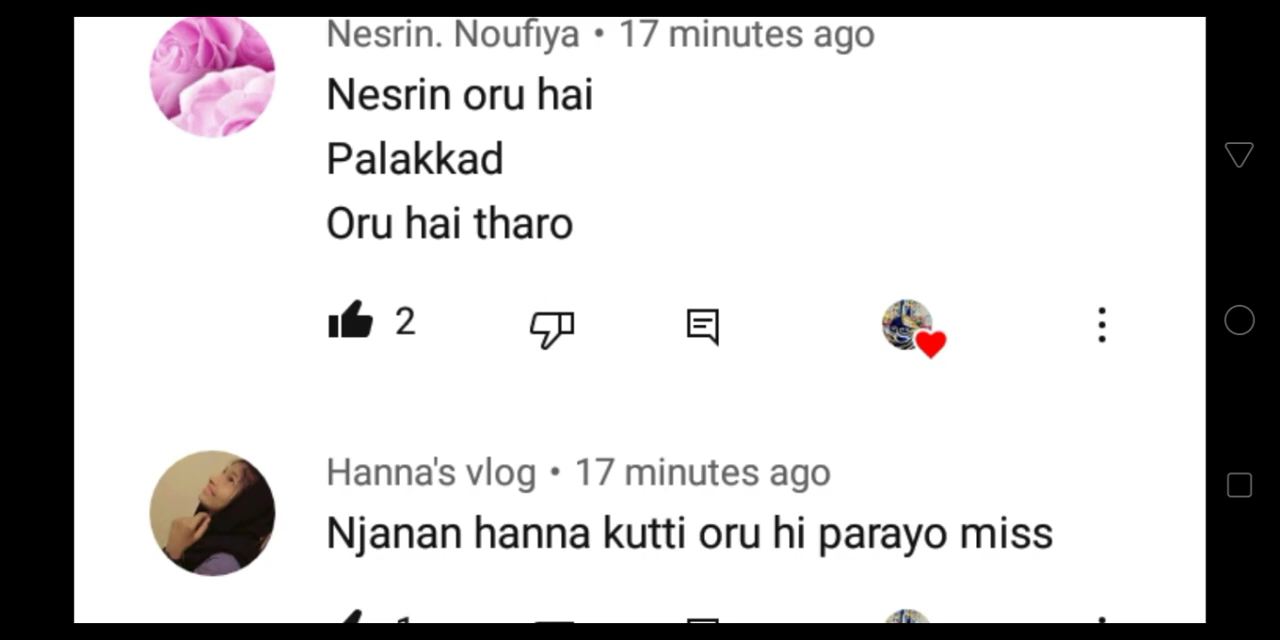 Nesrin. Noufiya • 17 minutes ago
Nesrin oru hai
Palakkad
Oru hai tharo
2
Hanna's vlog • 17 minutes ago
Njanan hanna kutti oru hi parayo miss